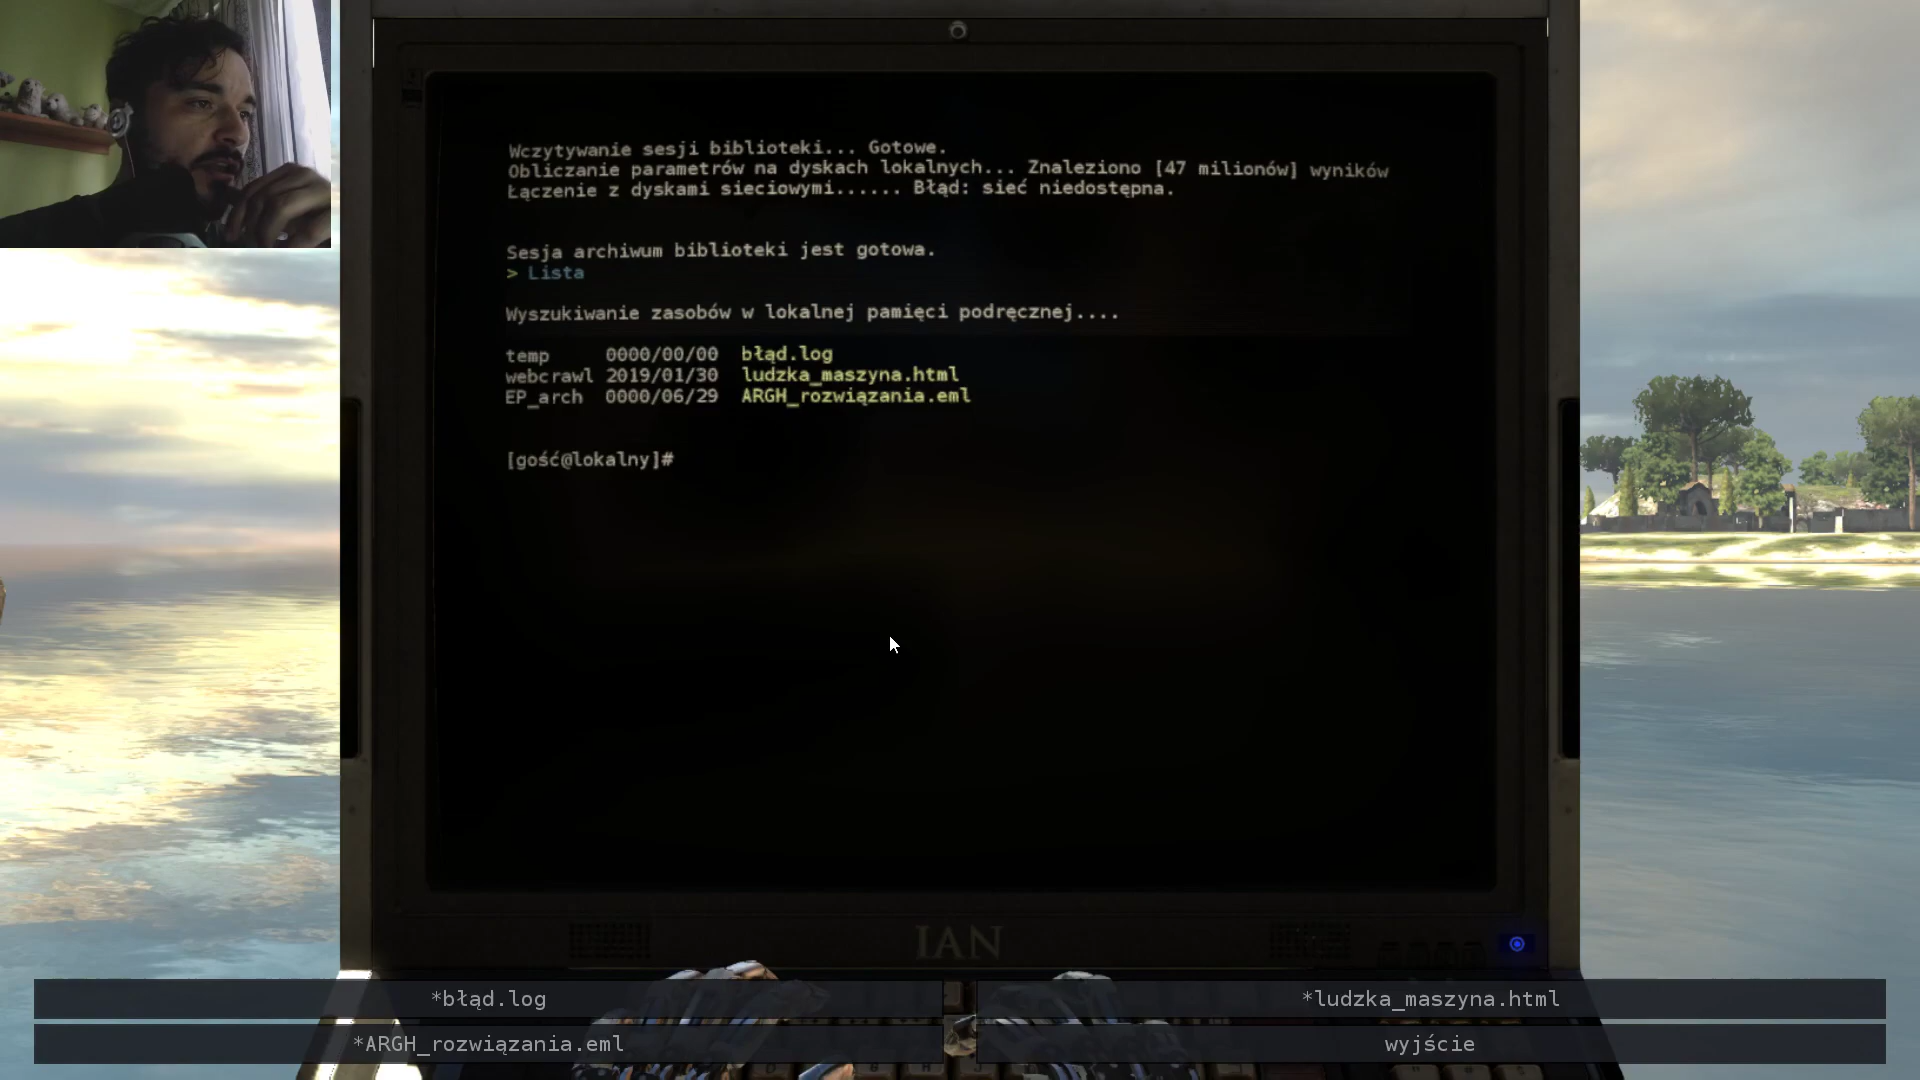 Wczytywanie sesji biblioteki... Gotowe.
Obliczanie parametrów na dyskach lokalnych... Znaleziono [47 milionów] wyników
Łączenie z dyskami sieciowymi...... Błąd: sieć niedostępna.
Sesja archiwum biblioteki jest gotowa.
> Lista
Wyszukiwanie zasobów w lokalnej pamięci podręcznej....
temp 0000/00/00 błąd.log
webcrawl 2019/01/30 ludzka_maszyna.html
EP_arch 0000/06/29 ARGH_rozwiązania.eml
[gość@lokalny]#
IAN
*błąd.log
*ludzka_maszyna.html
*ARGH_rozwiązania.eml
wyjście